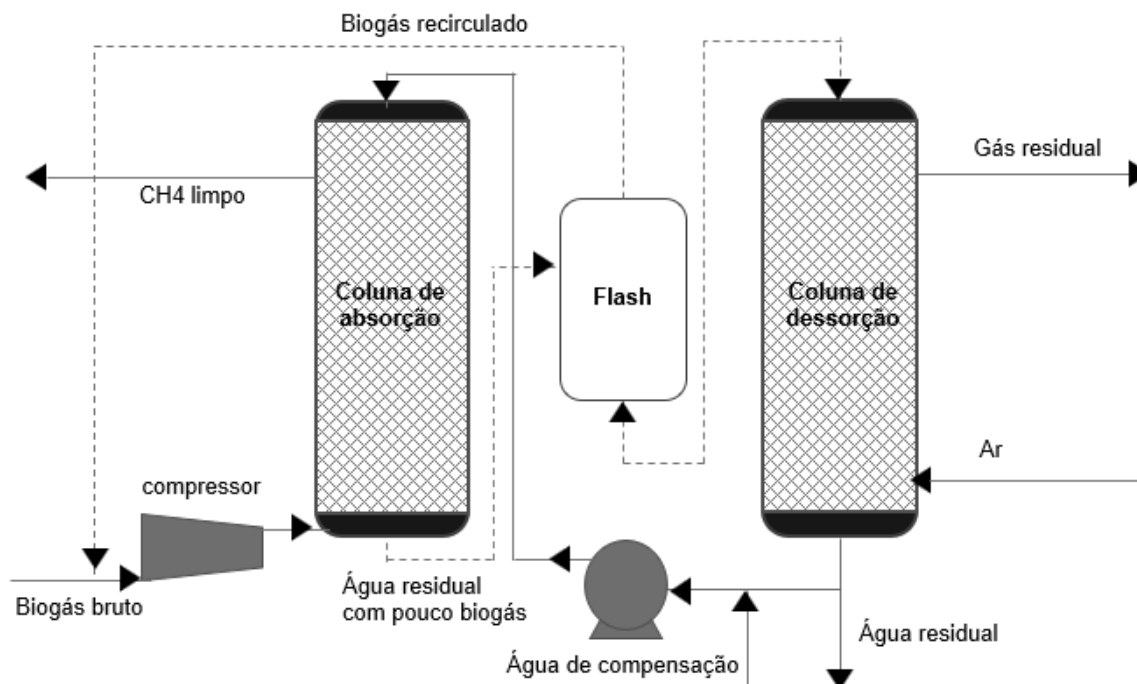 Biogás recirculado
Gás residual
CH4 limpo
Coluna de
absorção
Flash
Coluna de
dessorção
Ar
compressor
Biogás bruto
Água residual
com pouco biogás
Água residual
Água de compensação